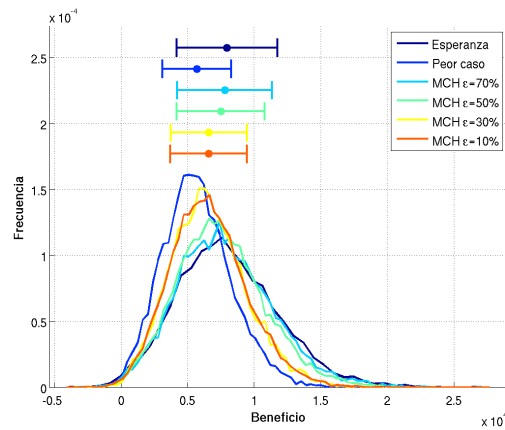 x 10⁻⁴
2.5
2
1.5
1
0.5
0
Frecuencia
Esperanza
Peor caso
MCH ε=70%
MCH ε=50%
MCH ε=30%
MCH ε=10%
-0.5 0 0.5 1 1.5 2 2.5
Beneficio
x 10